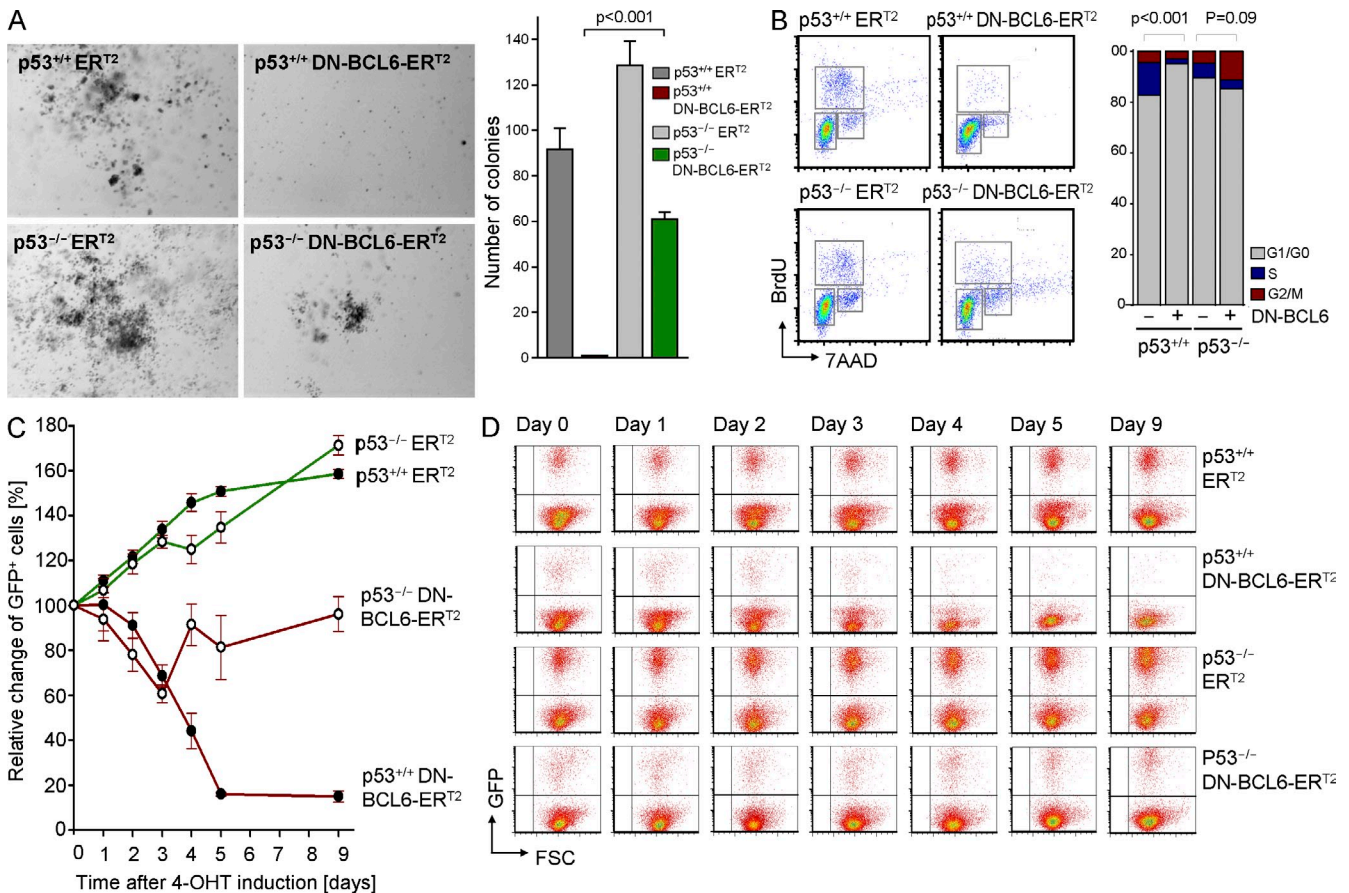 A
p53+/+ ERT2
p53+/+ DN-BCL6-ERT2
p53−/− ERT2
p53−/− DN-BCL6-ERT2
p<0.001
140
120
100
80
60
40
20
0
Number of colonies
p53+/+ ERT2
p53+/+
DN-BCL6-ERT2
p53−/− ERT2
p53−/−
DN-BCL6-ERT2
B
p53+/+ ERT2
p53+/+ DN-BCL6-ERT2
p53−/− ERT2
p53−/− DN-BCL6-ERT2
BrdU
7AAD
p<0.001
P=0.09
00
80
60
40
20
0
G1/G0
S
G2/M
− + − + DN-BCL6
p53+/+ p53−/−
C
180
160
140
120
100
80
60
40
20
0
Relative change of GFP+ cells [%]
p53−/− ERT2
p53+/+ ERT2
p53−/− DN-
BCL6-ERT2
p53+/+ DN-
BCL6-ERT2
0 1 2 3 4 5 6 7 8 9
Time after 4-OHT induction [days]
D
Day 0 Day 1 Day 2 Day 3 Day 4 Day 5 Day 9
p53+/+
ERT2
p53+/+
DN-BCL6-ERT2
p53−/−
ERT2
P53−/−
DN-BCL6-ERT2
GFP
FSC